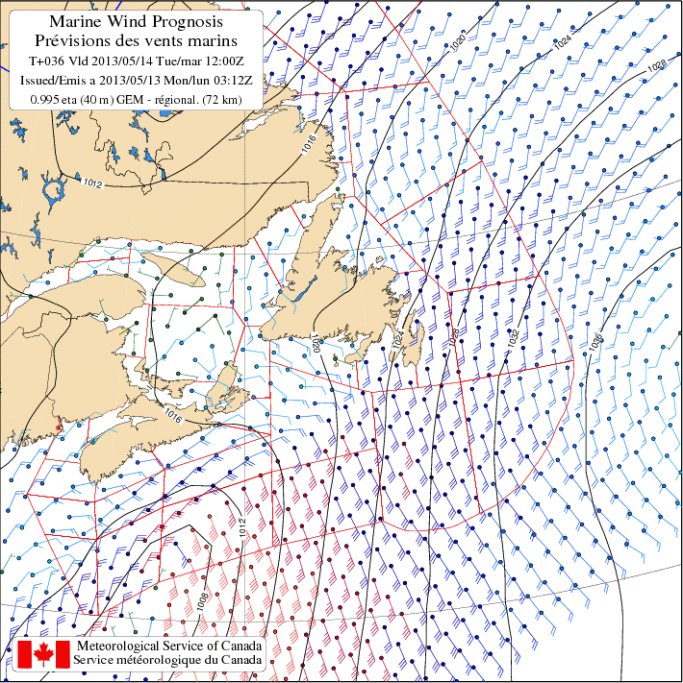 Marine Wind Prognosis
Prévisions des vents marins
T+036 Vld 2013/05/14 Tue/mar 12:00Z
Issued/Emis a 2013/05/13 Mon/lun 03:12Z
0.995 eta (40 m) GEM - régional. (72 km)
1020
1024
1028
1016
1012
1020
1024
1028
1032
1036
1016
1012
1008
Meteorological Service of Canada
Service météorologique du Canada